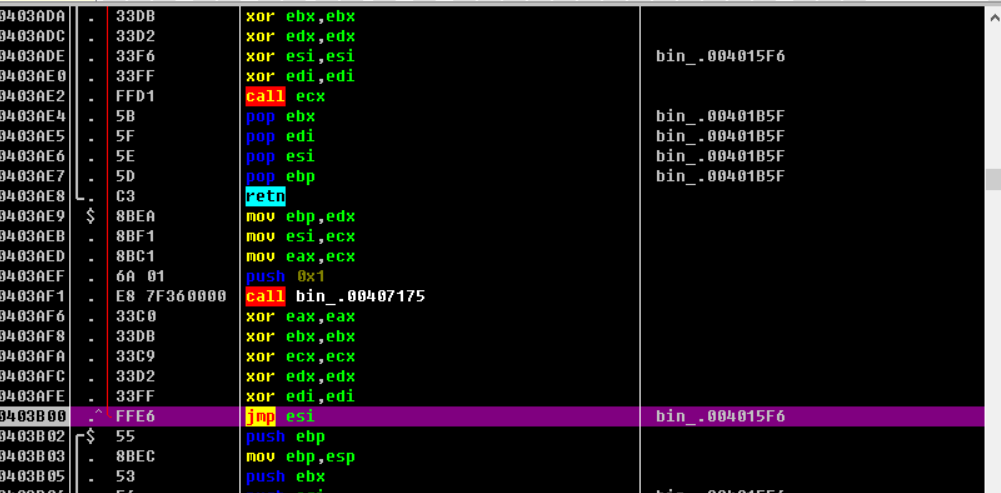 0403ADA . 33DB xor ebx,ebx
0403ADC . 33D2 xor edx,edx
0403ADE . 33F6 xor esi,esi bin_.004015F6
0403AE0 . 33FF xor edi,edi
0403AE2 . FFD1 call ecx
0403AE4 . 5B pop ebx bin_.00401B5F
0403AE5 . 5F pop edi bin_.00401B5F
0403AE6 . 5E pop esi bin_.00401B5F
0403AE7 . 5D pop ebp bin_.00401B5F
0403AE8 . C3 retn
0403AE9 $ 8BEA mov ebp,edx
0403AEB . 8BF1 mov esi,ecx
0403AED . 8BC1 mov eax,ecx
0403AEF . 6A 01 push 0x1
0403AF1 . E8 7F360000 call bin_.00407175
0403AF6 . 33C0 xor eax,eax
0403AF8 . 33DB xor ebx,ebx
0403AFA . 33C9 xor ecx,ecx
0403AFC . 33D2 xor edx,edx
0403AFE . 33FF xor edi,edi
0403B00 .^ FFE6 jmp esi bin_.004015F6
0403B02 $ 55 push ebp
0403B03 . 8BEC mov ebp,esp
0403B05 . 53 push ebx